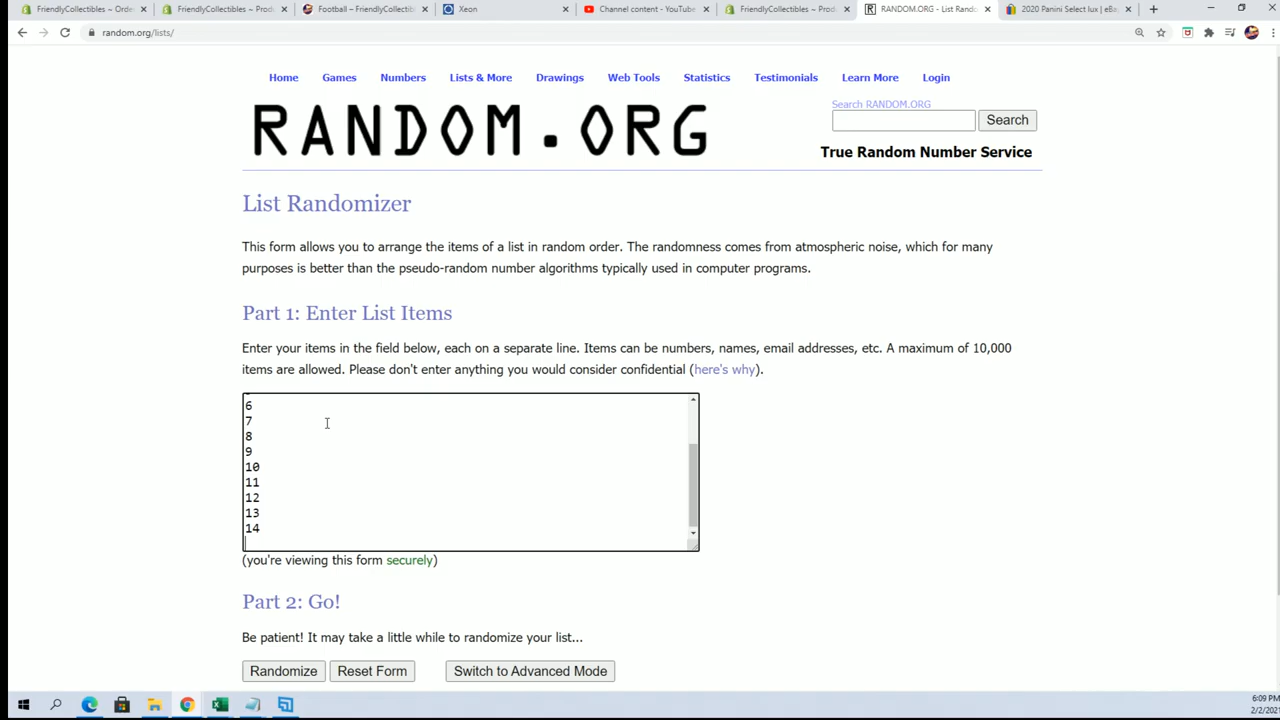 FriendlyCollectibles ~ Orde
FriendlyCollectibles ~ Produ
Football – FriendlyCollectib
Xeon
Channel content - YouTube
FriendlyCollectibles ~ Produ
RANDOM.ORG - List Rando
2020 Panini Select lux | eBa
random.org/lists/
Home Games Numbers Lists & More Drawings Web Tools Statistics Testimonials Learn More Login
RANDOM.ORG
Search RANDOM.ORG
Search
True Random Number Service
List Randomizer
This form allows you to arrange the items of a list in random order. The randomness comes from atmospheric noise, which for many
purposes is better than the pseudo-random number algorithms typically used in computer programs.
Part 1: Enter List Items
Enter your items in the field below, each on a separate line. Items can be numbers, names, email addresses, etc. A maximum of 10,000
items are allowed. Please don't enter anything you would consider confidential (here's why).
6
7
8
9
10
11
12
13
14
(you're viewing this form securely)
Part 2: Go!
Be patient! It may take a little while to randomize your list...
Randomize Reset Form Switch to Advanced Mode
6:09 PM
2/2/202